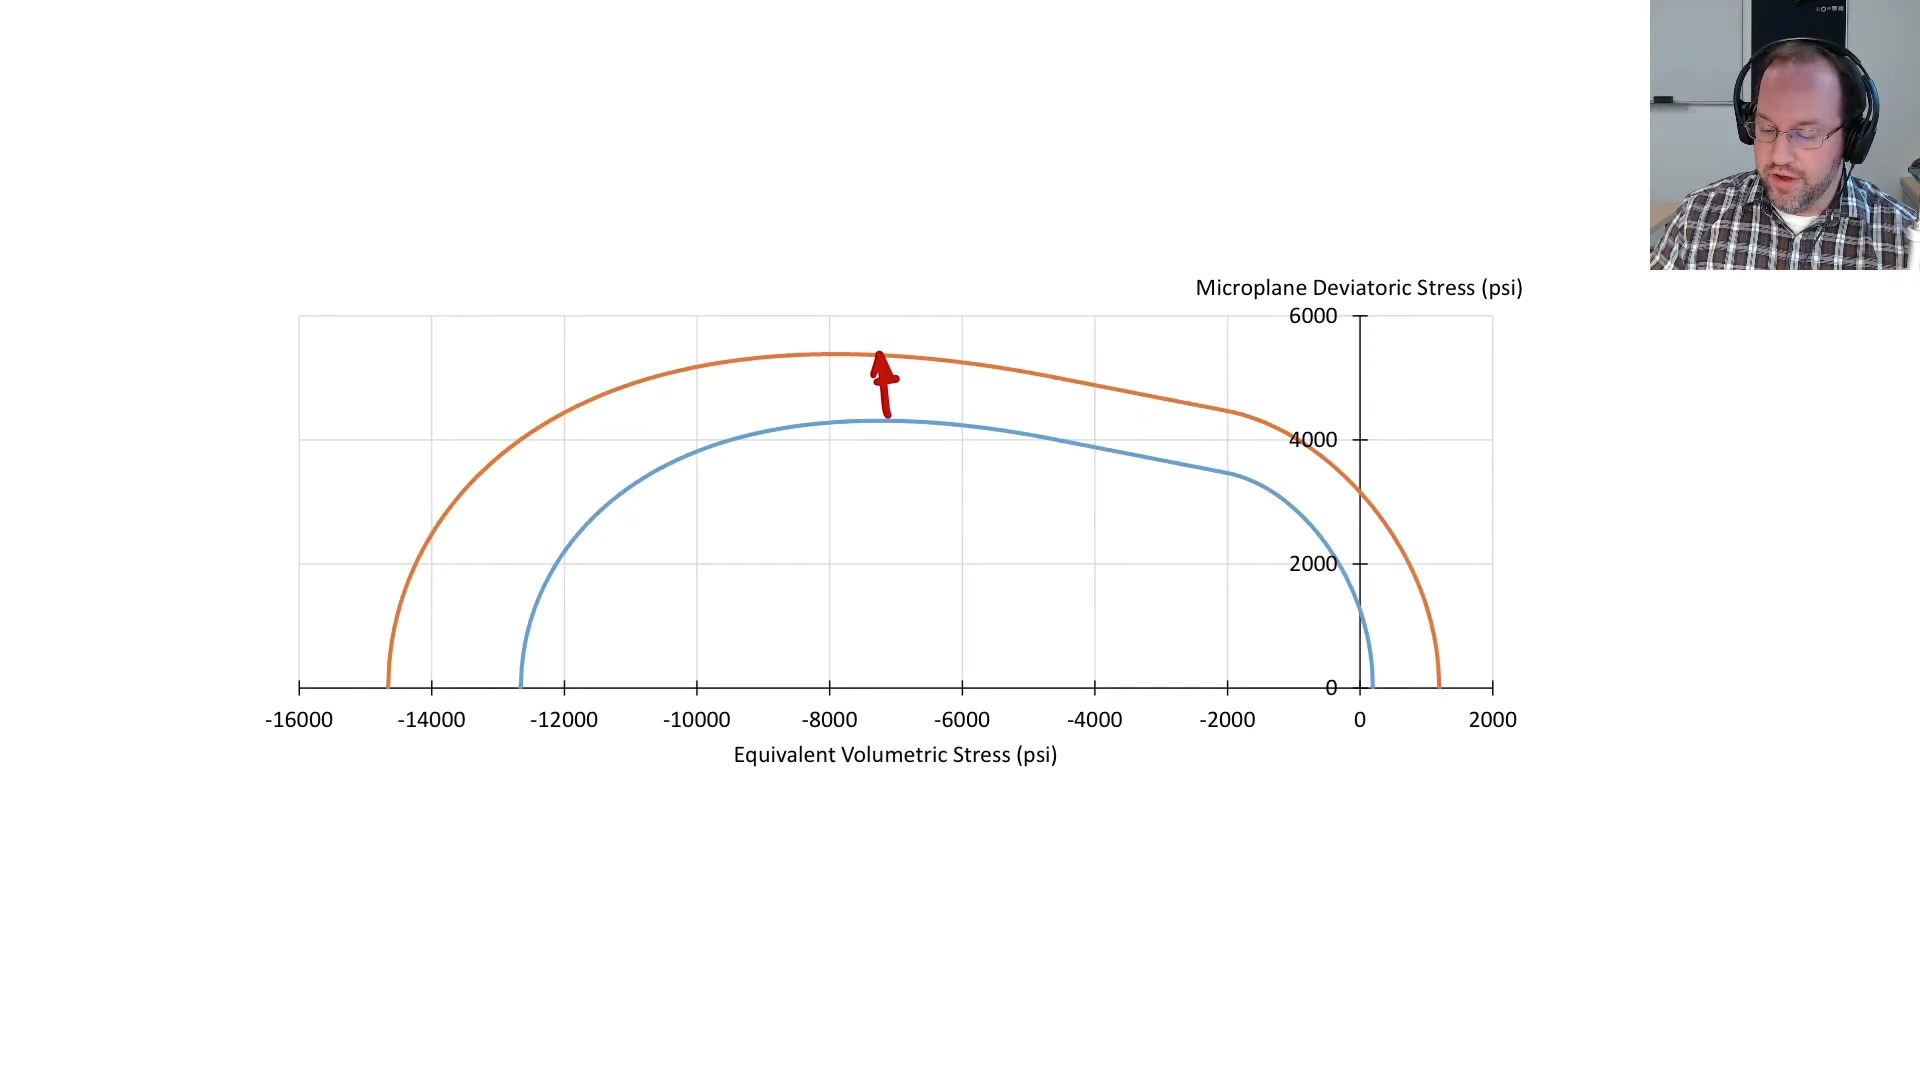 Microplane Deviatoric Stress (psi)
6000
4000
2000
0
-16000 -14000 -12000 -10000 -8000 -6000 -4000 -2000 0 2000
Equivalent Volumetric Stress (psi)